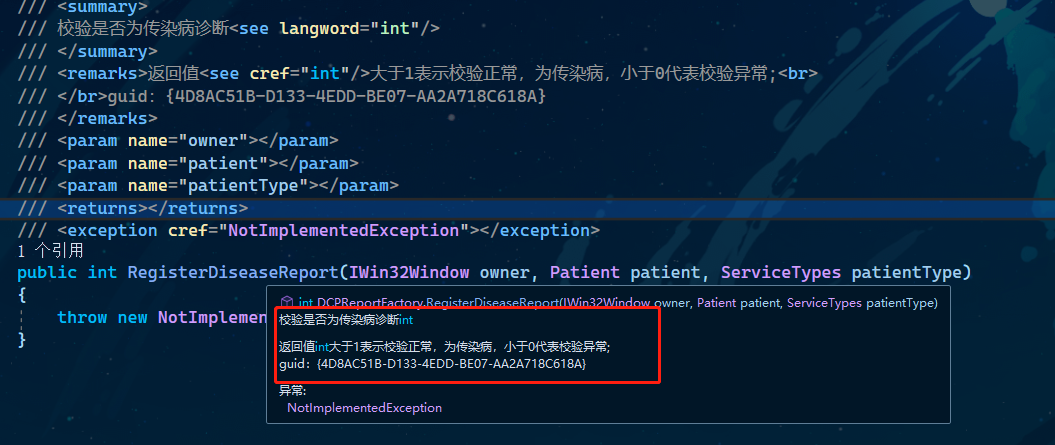 /// <summary>
/// 校验是否为传染病诊断<see langword="int"/>
/// </summary>
/// <remarks>返回值<see cref="int"/>大于1表示校验正常，为传染病，小于0代表校验异常;<br>
/// </br>guid：{4D8AC51B-D133-4EDD-BE07-AA2A718C618A}
/// </remarks>
/// <param name="owner"></param>
/// <param name="patient"></param>
/// <param name="patientType"></param>
/// <returns></returns>
/// <exception cref="NotImplementedException"></exception>
1 个引用
public int RegisterDiseaseReport(IWin32Window owner, Patient patient, ServiceTypes patientType)
{
throw new NotImplemen
}
int DCPReportFactory.RegisterDiseaseReport(IWin32Window owner, Patient patient, ServiceTypes patientType)
校验是否为传染病诊断int
返回值int大于1表示校验正常，为传染病，小于0代表校验异常;
guid：{4D8AC51B-D133-4EDD-BE07-AA2A718C618A}
异常:
NotImplementedException